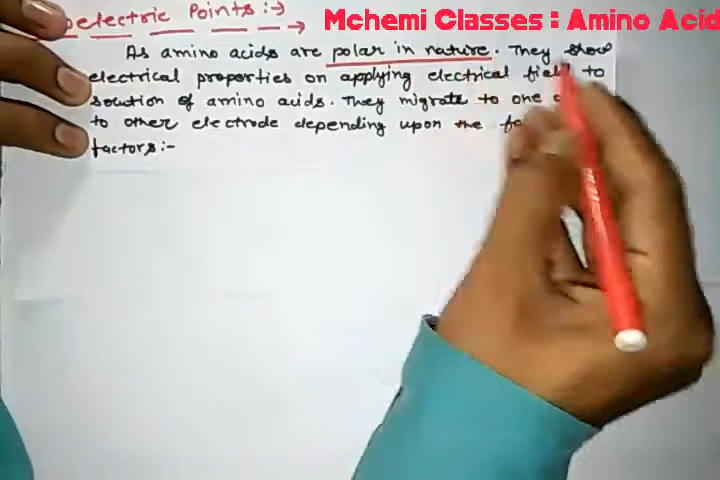 Mchemi Classes : Amino Acid
oelectric Points :-)
As amino acids are polar in nature. They show
electrical properties on applying electrical field to
solution of amino acids. They migrate to one
to other electrode depending upon the
factors :-